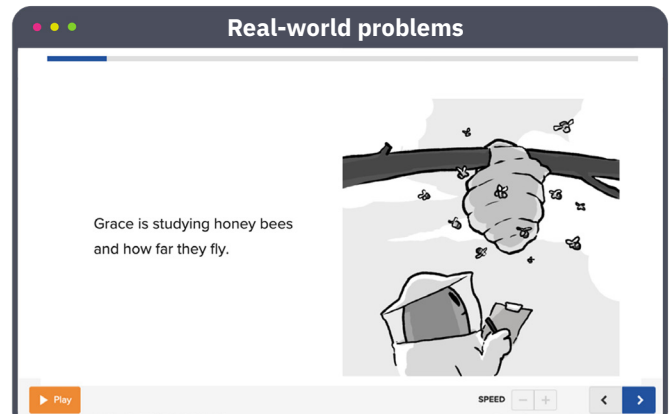 Real-world problems
Grace is studying honey bees
and how far they fly.
Play
SPEED